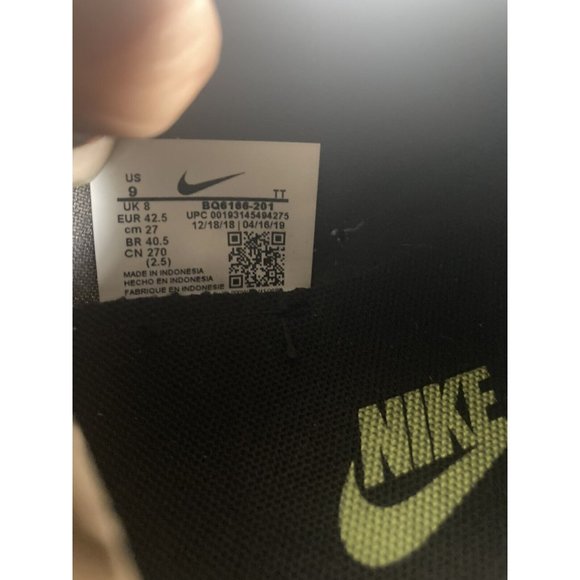 US
9 TT
UK 8 BQ6166-201
EUR 42.5 UPC 00193145494275
cm 27 12/18/18 | 04/16/19
BR 40.5
CN 270
(2.5)
MADE IN INDONESIA
HECHO EN INDONESIA
FABRIQUE EN INDONESIE
NIKE